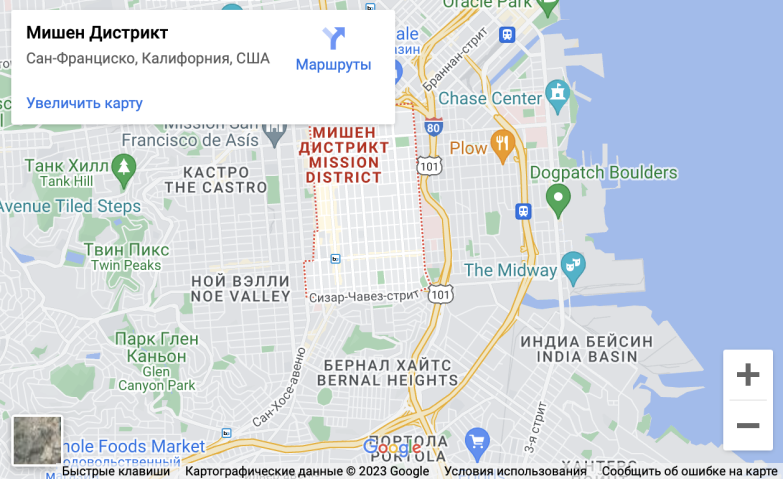 Oracle Park
Мишен Дистрикт
Сан-Франциско, Калифорния, США
Маршруты
Увеличить карту
Браннан-стрит
Chase Center
80
Francisco de Asís
МИШЕН
ДИСТРИКТ
MISSION
DISTRICT
Plow
101
Танк Хилл
Tank Hill
КАСТРО
THE CASTRO
Dogpatch Boulders
Avenue Tiled Steps
Твин Пикс
Twin Peaks
The Midway
НОЙ ВЭЛЛИ
NOE VALLEY
Сизар-Чавез-стрит
101
Парк Глен
Каньон
Glen
Canyon Park
ИНДИА БЕЙСИН
INDIA BASIN
БЕРНАЛ ХАЙТС
BERNAL HEIGHTS
Сан-Хосе-авеню
3-я стрит
Whole Foods Market
Google
ПОРТОЛА
PORTOLA
Быстрые клавиши
Картографические данные © 2023 Google
Условия использования
Сообщить об ошибке на карте